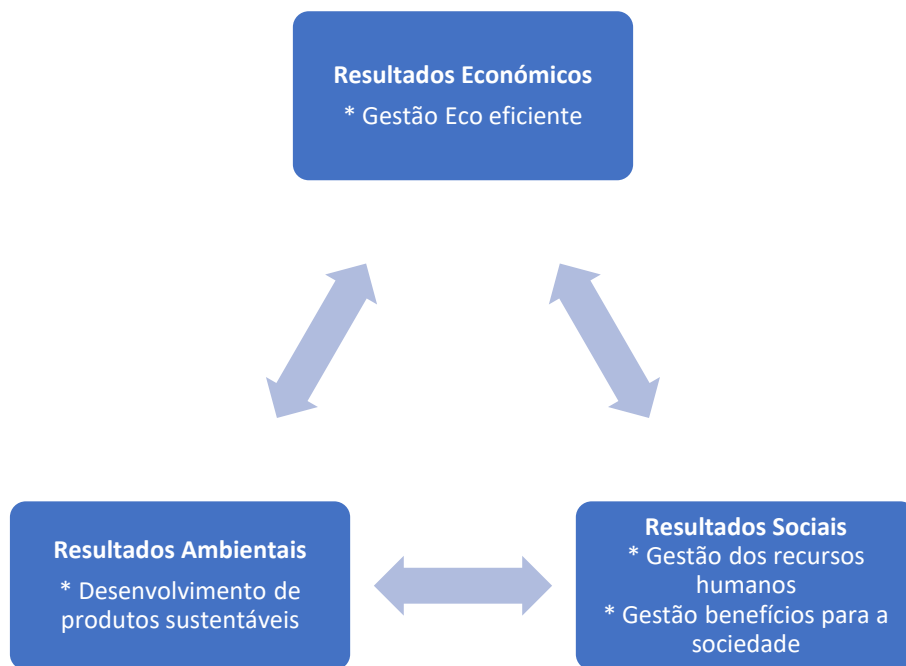 Resultados Económicos
* Gestão Eco eficiente
Resultados Ambientais
* Desenvolvimento de
produtos sustentáveis
Resultados Sociais
* Gestão dos recursos
humanos
* Gestão benefícios para a
sociedade